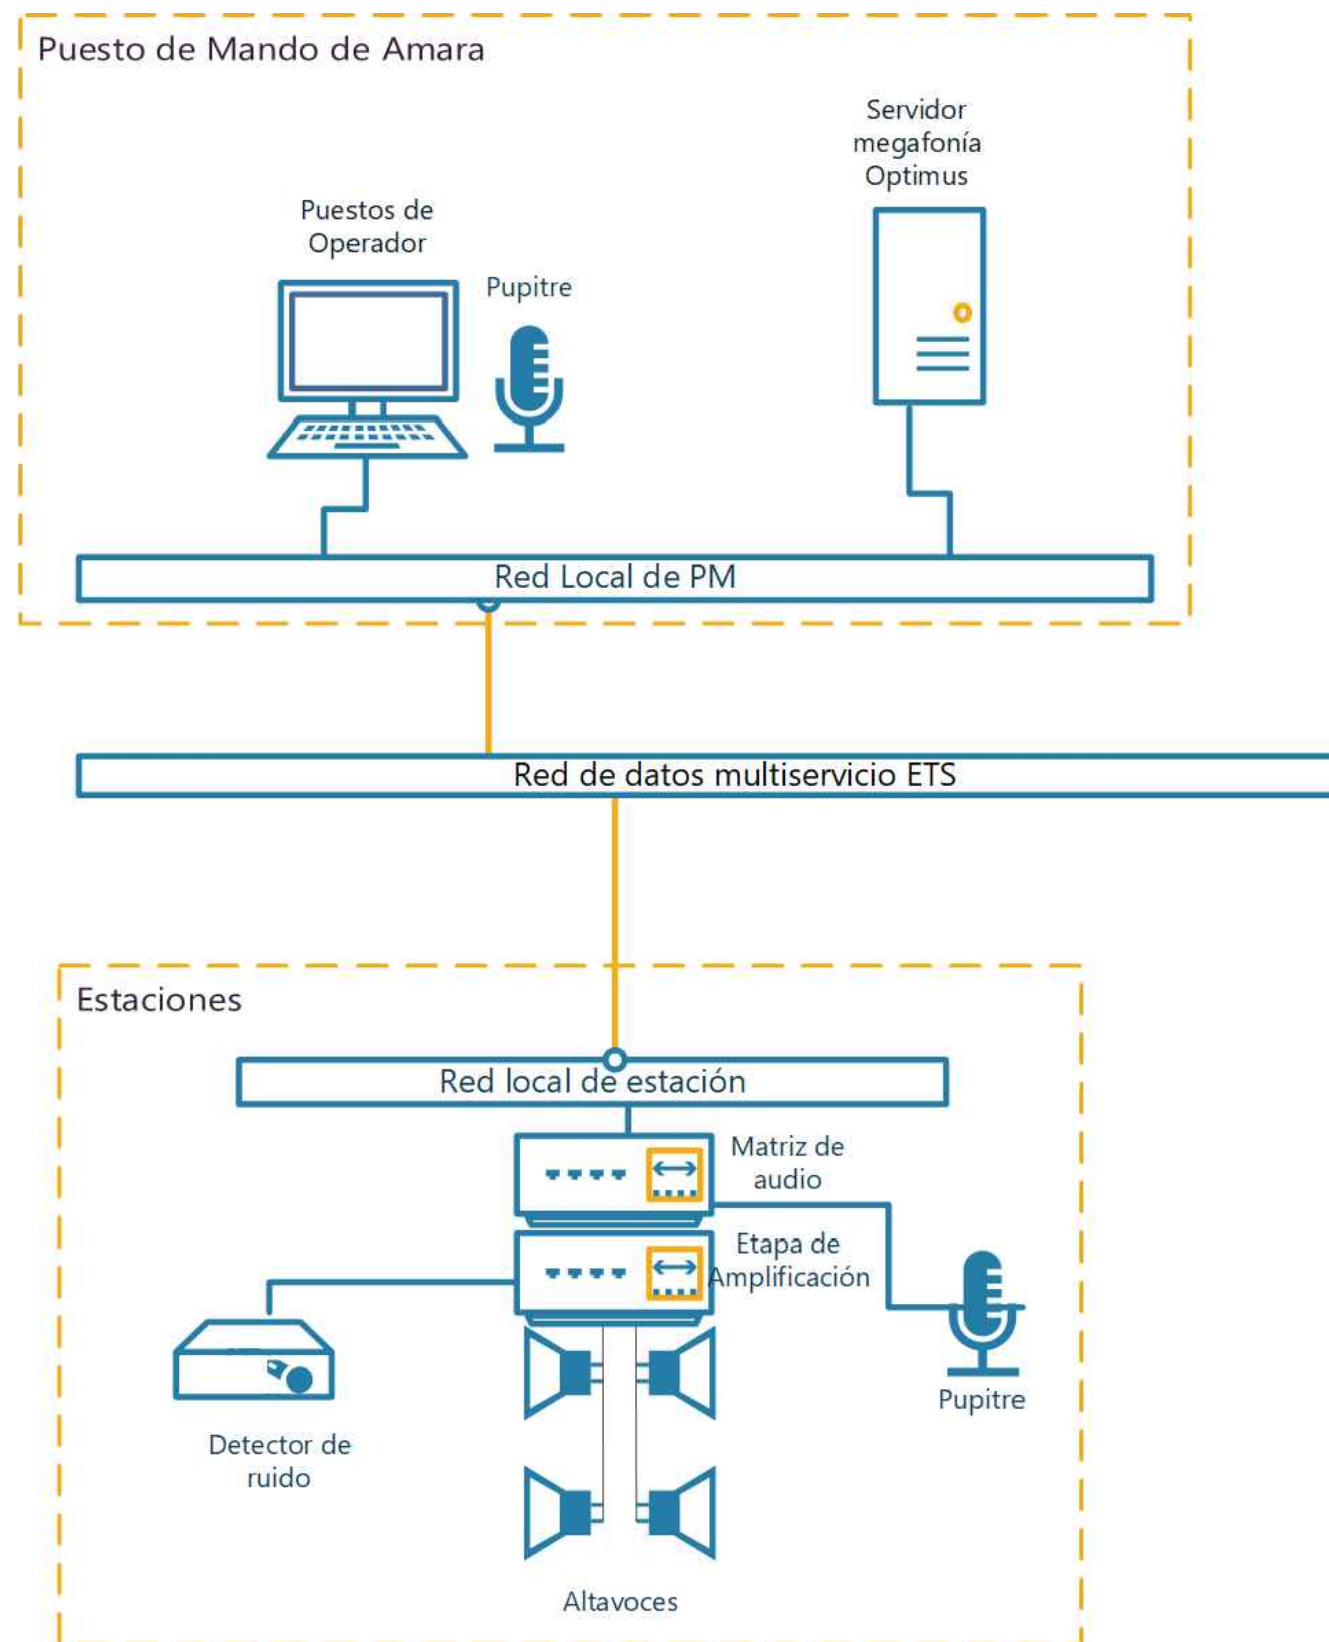 Puesto de Mando de Amara
Servidor
megafonía
Optimus
Puestos de
Operador
Pupitre
Red Local de PM
Red de datos multiservicio ETS
Estaciones
Red local de estación
Matriz de
audio
Etapa de
Amplificación
Pupitre
Detector de
ruido
Altavoces